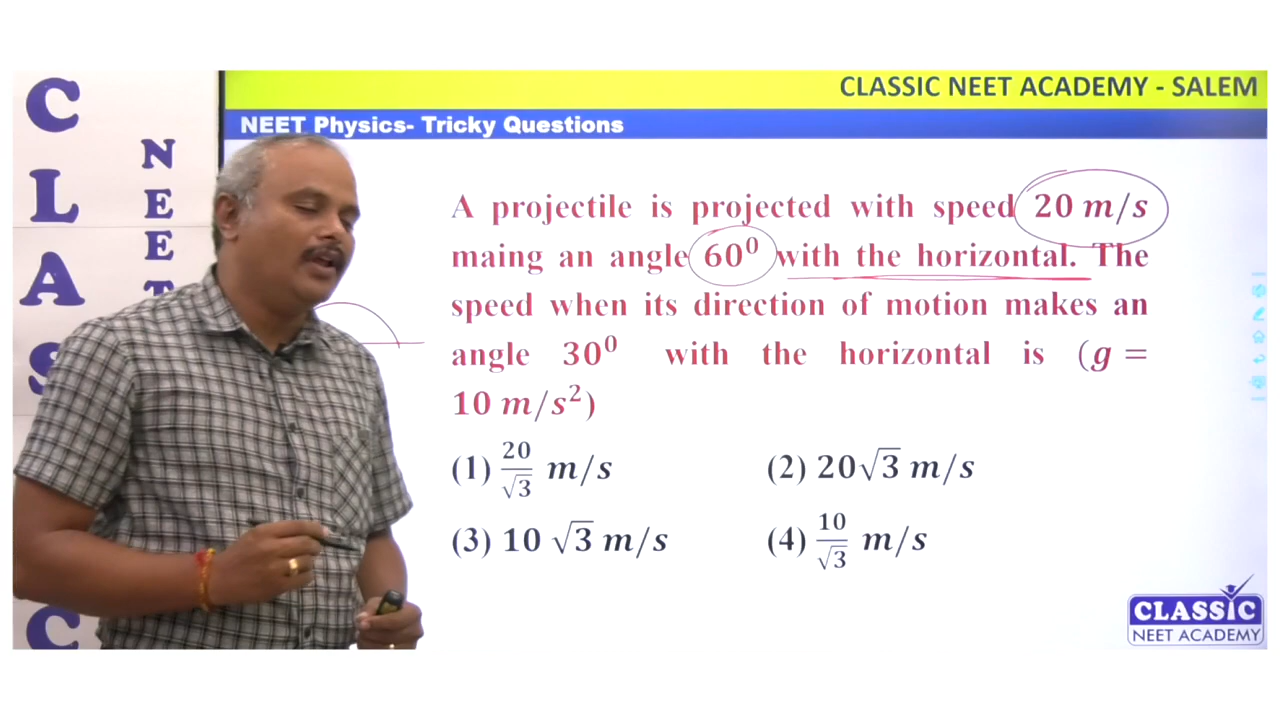 CLASSIC NEET ACADEMY - SALEM
NEET Physics- Tricky Questions
C
L
A
S
C
N
E
E
T
A projectile is projected with speed 20 m/s
maing an angle 60⁰ with the horizontal. The
speed when its direction of motion makes an
angle 30⁰ with the horizontal is (g =
10 m/s²)
(1) 20/√3 m/s (2) 20√3 m/s
(3) 10 √3 m/s (4) 10/√3 m/s
CLASSIC
NEET ACADEMY